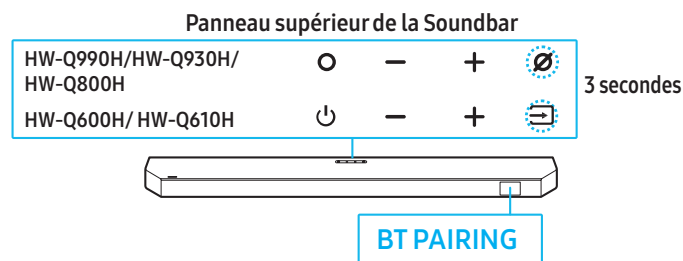 Panneau supérieur de la Soundbar
HW-Q990H/HW-Q930H/
HW-Q800H
3 secondes
HW-Q600H/ HW-Q610H
BT PAIRING